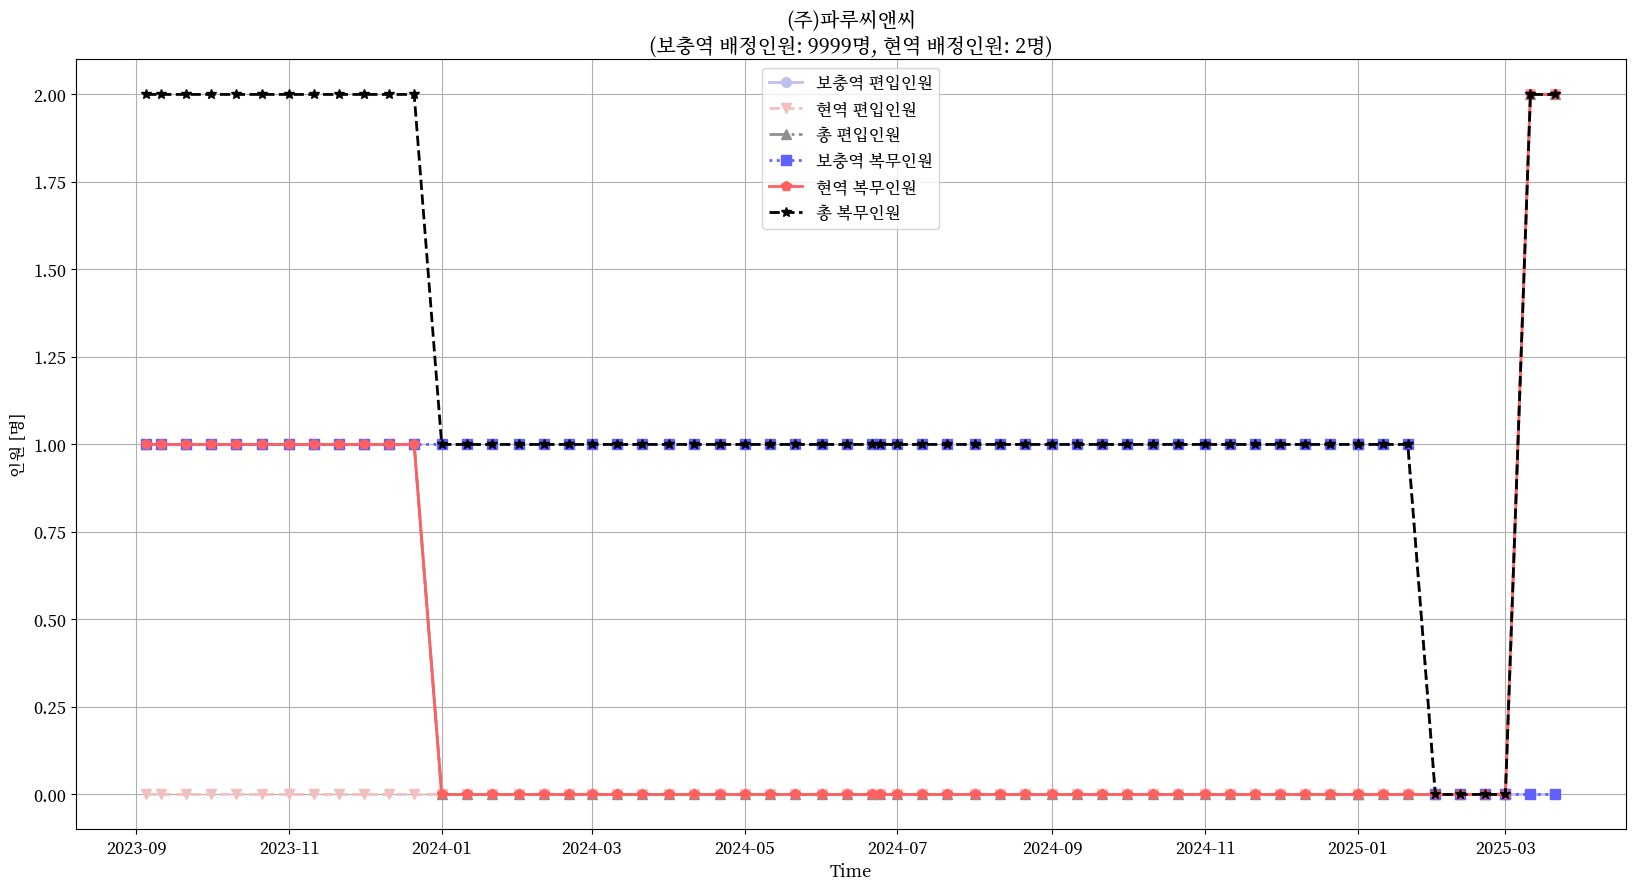 (주)파루씨앤씨
(보충역 배정인원: 9999명, 현역 배정인원: 2명)
보충역 편입인원
현역 편입인원
총 편입인원
보충역 복무인원
현역 복무인원
총 복무인원
인원 [명]
2.00
1.75
1.50
1.25
1.00
0.75
0.50
0.25
0.00
2023-09 2023-11 2024-01 2024-03 2024-05 2024-07 2024-09 2024-11 2025-01 2025-03
Time